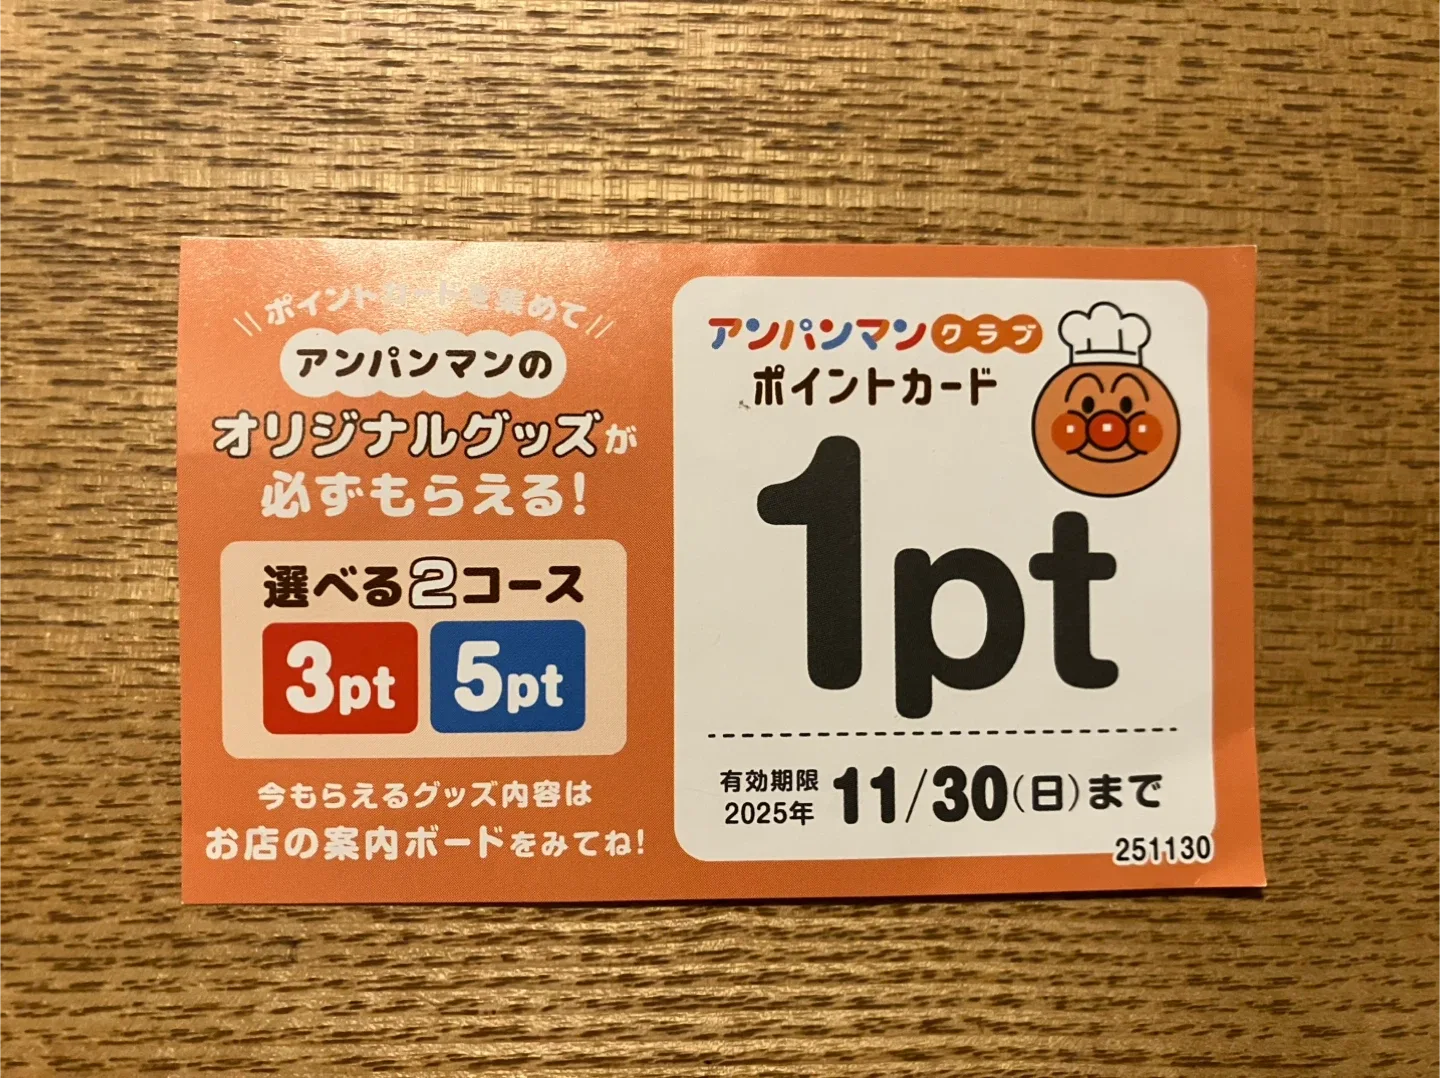 ポイントカードを集めて
アンパンマンの
オリジナルグッズが
必ずもらえる!
選べる2コース
3pt 5pt
今もらえるグッズ内容は
お店の案内ボードをみてね!
アンパンマンクラブ
ポイントカード
1pt
有効期限
2025年 11/30(日)まで
251130